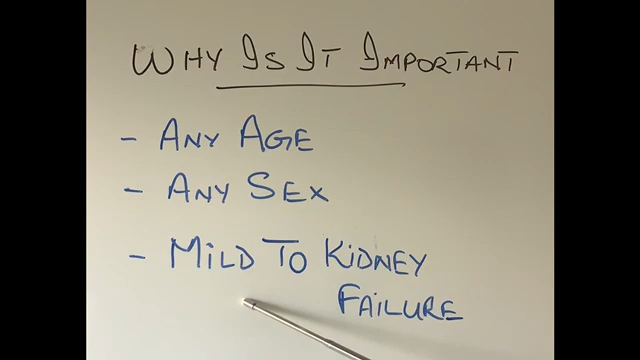 WHY IS IT IMPORTANT
- ANY AGE
- ANY SEX
- MiLD TO KiDNEY
FAiLURE